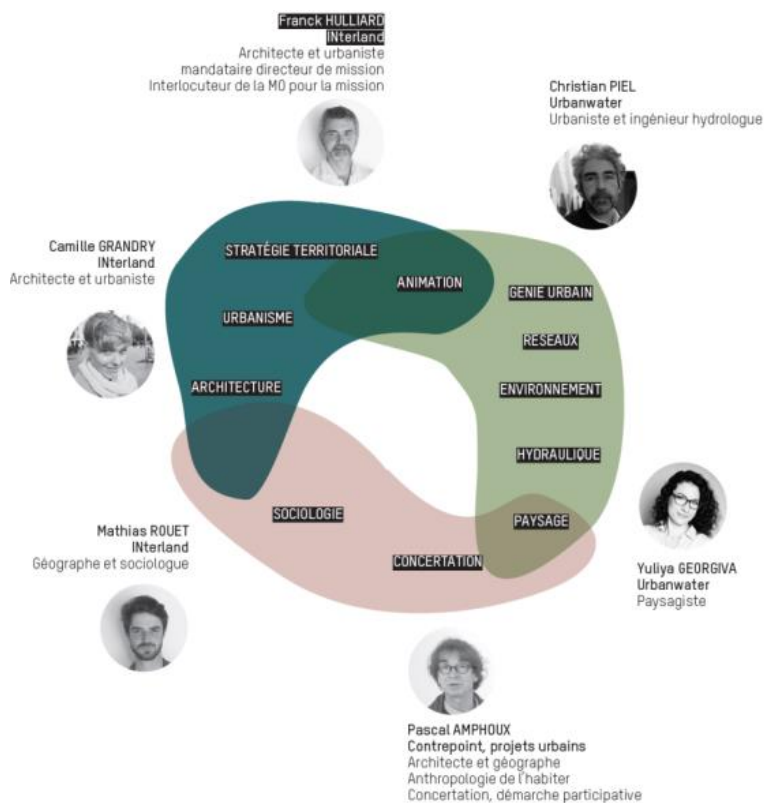 Franck HULLIARD
INterland
Architecte et urbaniste
mandataire directeur de mission
Interlocuteur de la MO pour la mission
Christian PIEL
Urbanwater
Urbaniste et ingénieur hydrologue
Camille GRANDRY
INterland
Architecte et urbaniste
STRATÉGIE TERRITORIALE
ANIMATION
GENIE URBAIN
URBANISME
RESEAUX
ARCHITECTURE
ENVIRONNEMENT
HYDRAULIQUE
SOCIOLOGIE
PAYSAGE
CONCERTATION
Mathias ROUET
INterland
Géographe et sociologue
Yuliya GEORGIVA
Urbanwater
Paysagiste
Pascal AMPHOUX
Contrepoint, projets urbains
Architecte et géographe
Anthropologie de l'habiter
Concertation, démarche participative